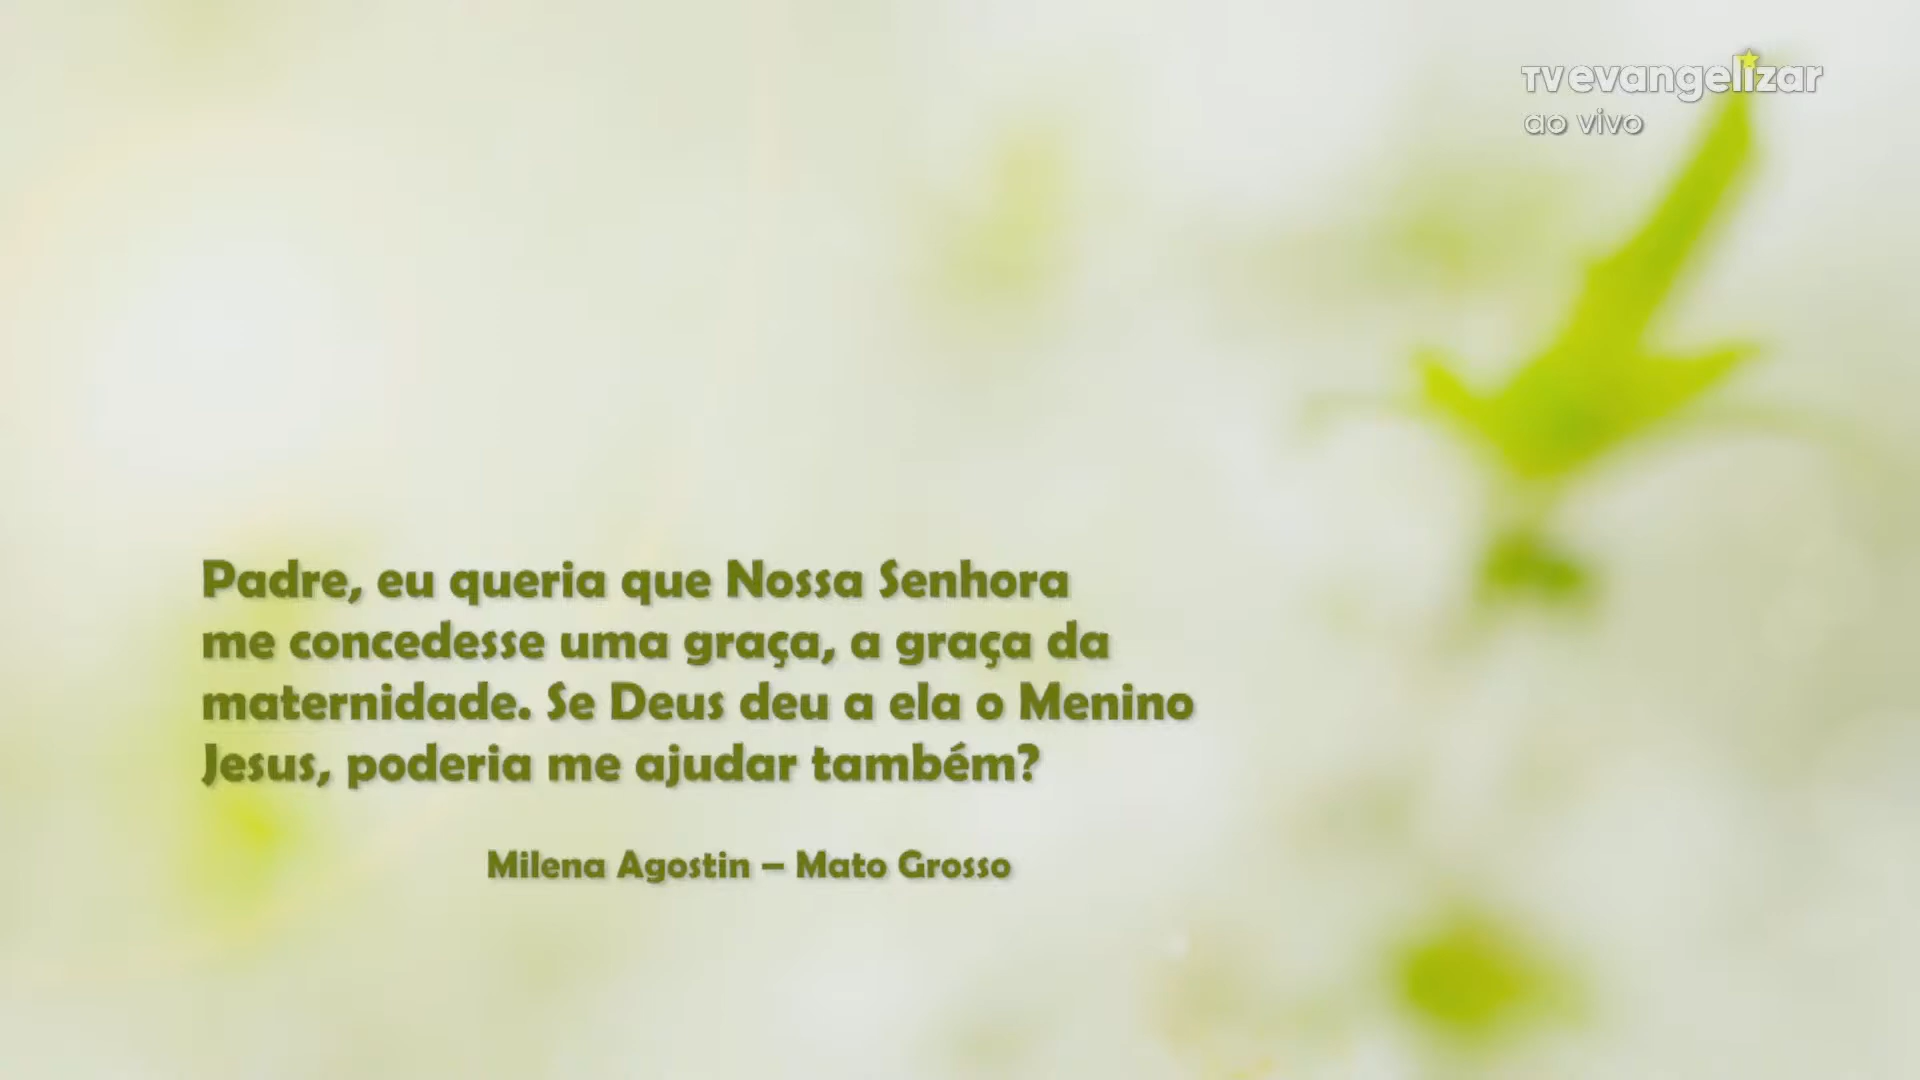 TVevangelizar
ao vivo
Padre, eu queria que Nossa Senhora
me concedesse uma graça, a graça da
maternidade. Se Deus deu a ela o Menino
Jesus, poderia me ajudar também?
Milena Agostin – Mato Grosso